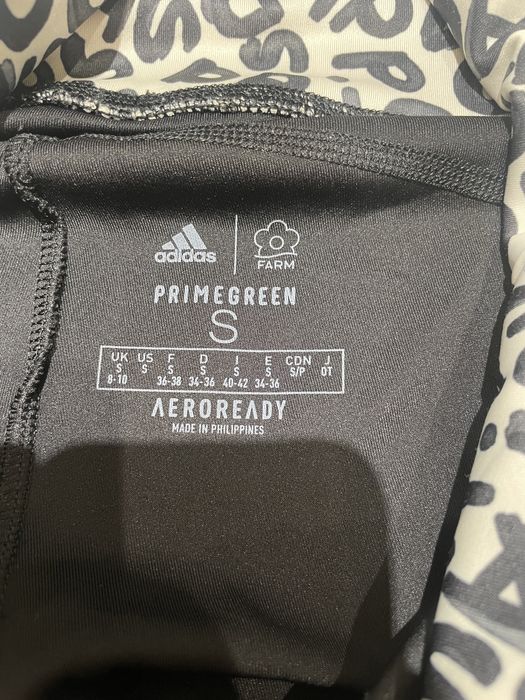 adidas
FARM
PRIMEGREEN
S
UK US F D I E CDN J
S S S S S S S/P OT
8-10 36-38 34-36 40-42 34-36
AEROREADY
MADE IN PHILIPPINES